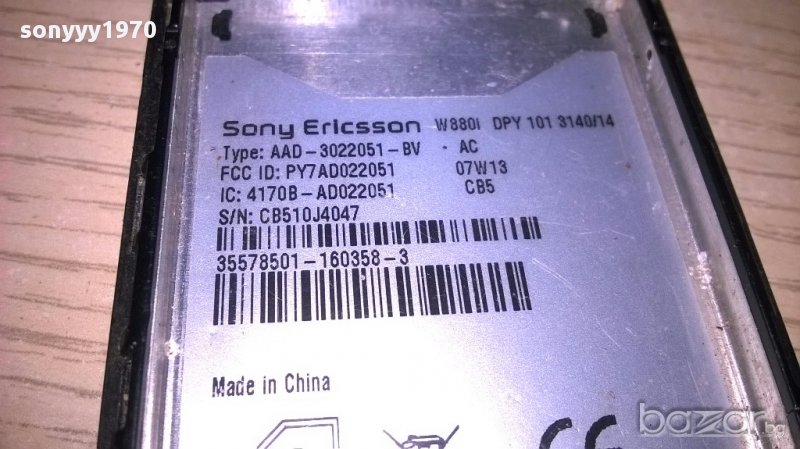 sonyyy1970
Sony Ericsson W880I DPY 101 3140/14
Type: AAD-3022051-BV AC
FCC ID: PY7AD022051 07W13
IC: 4170B-AD022051 CB5
S/N: CB510J4047
35578501-160358-3
Made in China
CE
bazar.bg